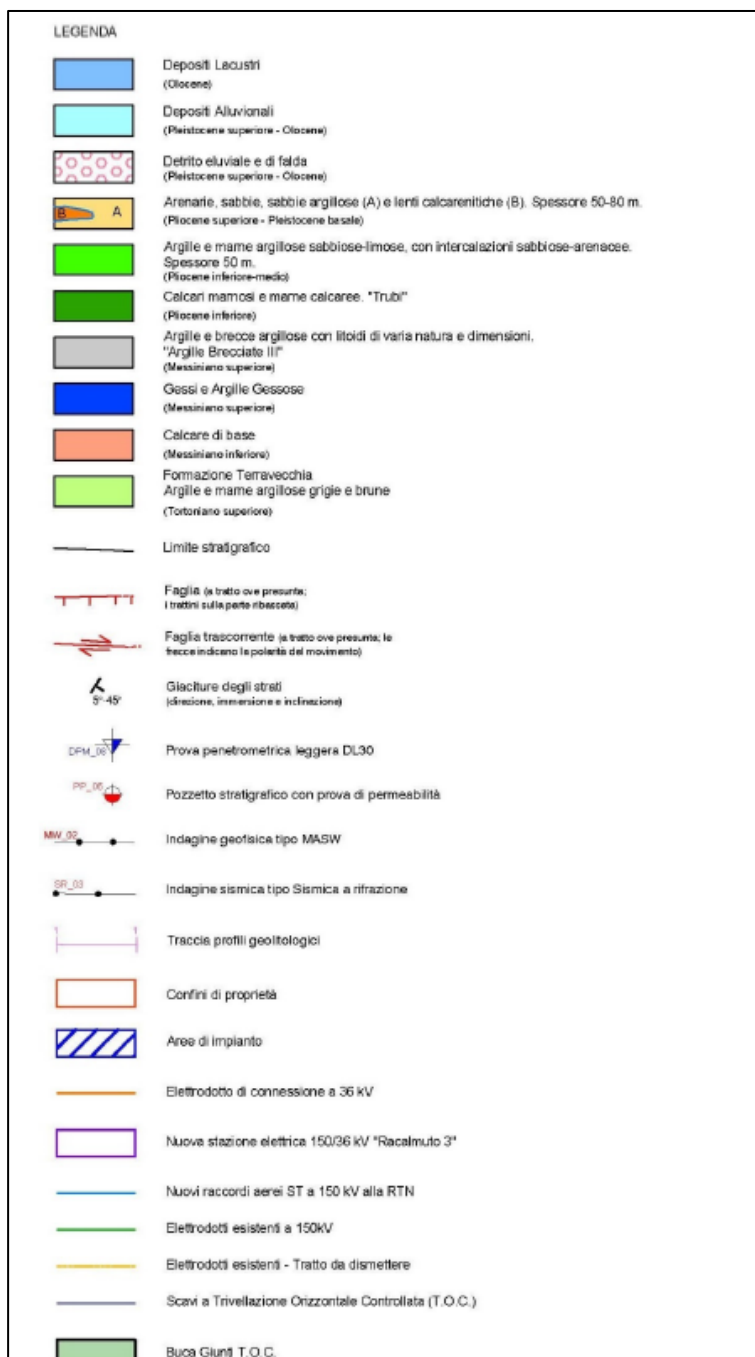 LEGENDA
Depositi Lacustri
(Olocene)
Depositi Alluvionali
(Pleistocene superiore - Olocene)
Detrito eluviale e di falda
(Pleistocene superiore - Olocene)
B A
Arenarie, sabbie, sabbie argillose (A) e lenti calcarenitiche (B). Spessore 50-80 m.
(Pliocene superiore - Pleistocene basale)
Argille e marne argillose sabbiose-limose, con intercalazioni sabbiose-arenacee.
Spessore 50 m.
(Pliocene inferiore-medio)
Calcari marnosi e marne calcaree. "Trubi"
(Pliocene inferiore)
Argille e brecce argillose con litoidi di varia natura e dimensioni.
"Argille Brecciate III"
(Messiniano superiore)
Gessi e Argille Gessose
(Messiniano superiore)
Calcare di base
(Messiniano inferiore)
Formazione Terravecchia
Argille e marne argillose grigie e brune
(Tortoniano superiore)
Limite stratigrafico
Faglia (a tratto ove presunta;
i trattini sulla parte ribassata)
Faglia trascorrente (a tratto ove presunta; le
frecce indicano la polarità del movimento)
5°-45°
Giaciture degli strati
(direzione, immersione e inclinazione)
DPM_06
Prova penetrometrica leggera DL30
PP_06
Pozzetto stratigrafico con prova di permeabilità
MW_02
Indagine geofisica tipo MASW
SR_03
Indagine sismica tipo Sismica a rifrazione
Traccia profili geolitologici
Confini di proprietà
Aree di impianto
Elettrodotto di connessione a 36 kV
Nuova stazione elettrica 150/36 kV "Racalmuto 3"
Nuovi raccordi aerei ST a 150 kV alla RTN
Elettrodotti esistenti a 150kV
Elettrodotti esistenti - Tratto da dismettere
Scavi a Trivellazione Orizzontale Controllata (T.O.C.)
Buca Giunti T.O.C.